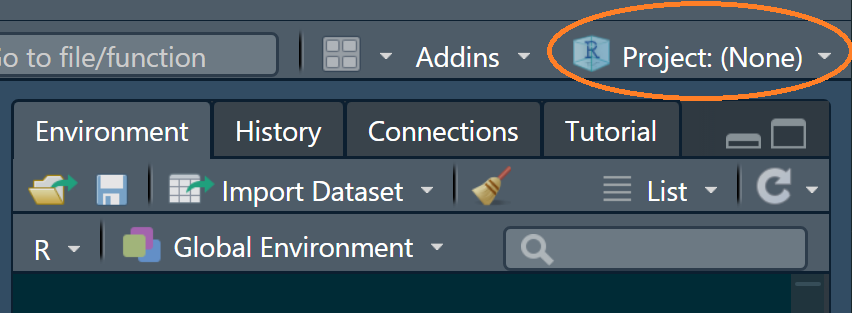 Go to file/function Addins R Project: (None)
Environment History Connections Tutorial
Import Dataset List
R Global Environment